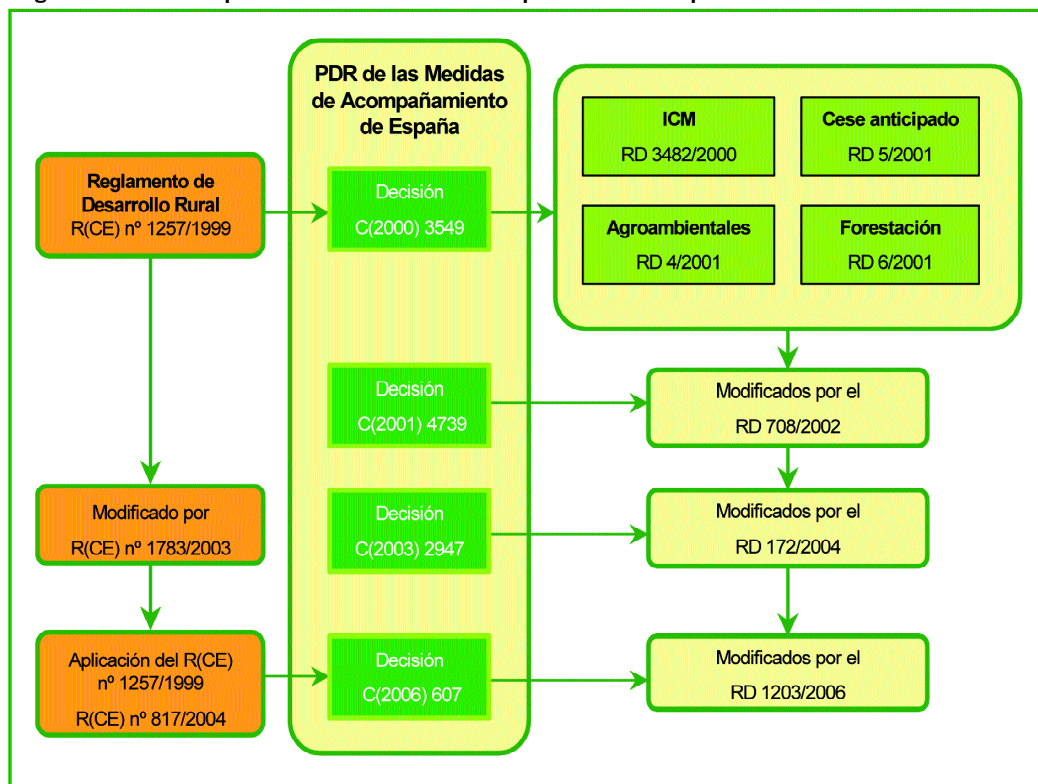 PDR de las Medidas
de Acompañamiento
de España
ICM
RD 3482/2000
Cese anticipado
RD 5/2001
Agroambientales
RD 4/2001
Forestación
RD 6/2001
Reglamento de
Desarrollo Rural
R(CE) nº 1257/1999
Decisión
C(2000) 3549
Decisión
C(2001) 4739
Modificados por el
RD 708/2002
Modificado por
R(CE) nº 1783/2003
Decisión
C(2003) 2947
Modificados por el
RD 172/2004
Aplicación del R(CE)
nº 1257/1999
R(CE) nº 817/2004
Decisión
C(2006) 607
Modificados por el
RD 1203/2006